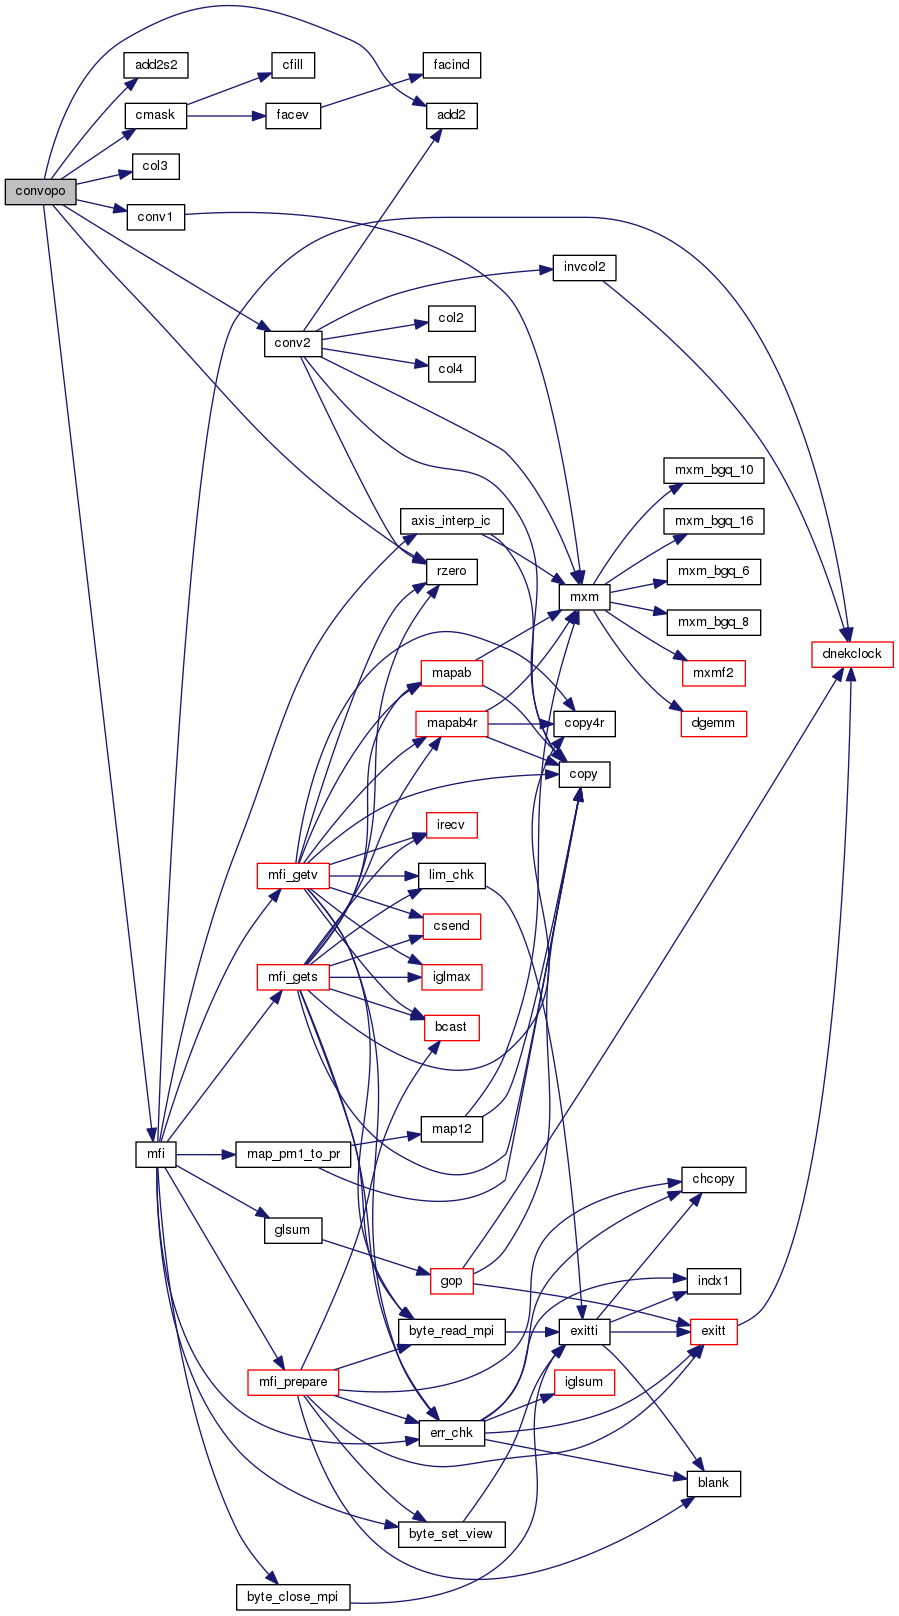 add2s2
cfill
facind
cmask
facev
add2
col3
convopo
conv1
invcol2
col2
conv2
col4
mxm_bgq_10
axis_interp_ic
mxm_bgq_16
rzero
mxm_bgq_6
mxm
mxm_bgq_8
dnekclock
mapab
mxmf2
mapab4r
copy4r
dgemm
copy
irecv
mfi_getv
lim_chk
csend
mfi_gets
iglmax
bcast
map12
mfi
map_pm1_to_pr
chcopy
glsum
gop
indx1
byte_read_mpi
exitti
exitt
mfi_prepare
iglsum
err_chk
blank
byte_set_view
byte_close_mpi